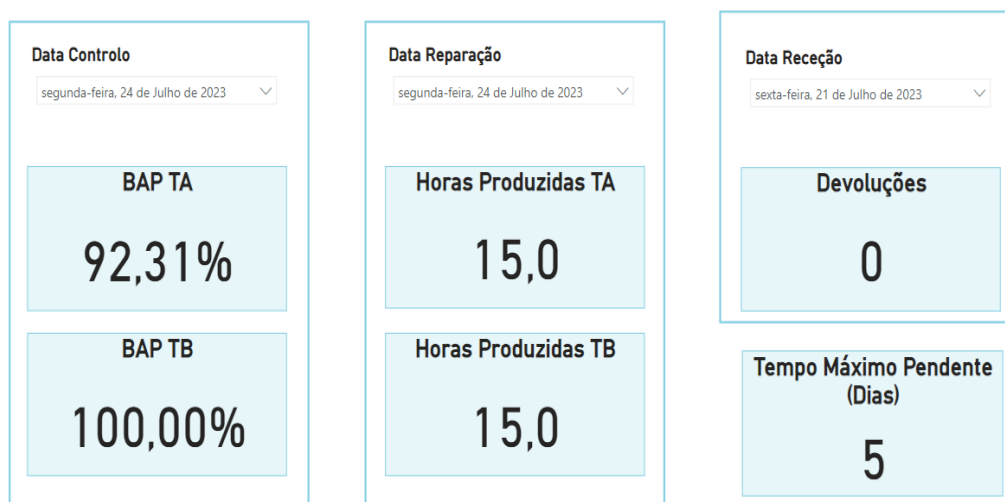 Data Controlo
segunda-feira, 24 de Julho de 2023
BAP TA
92,31%
BAP TB
100,00%
Data Reparação
segunda-feira, 24 de Julho de 2023
Horas Produzidas TA
15,0
Horas Produzidas TB
15,0
Data Receção
sexta-feira, 21 de Julho de 2023
Devoluções
0
Tempo Máximo Pendente
(Dias)
5